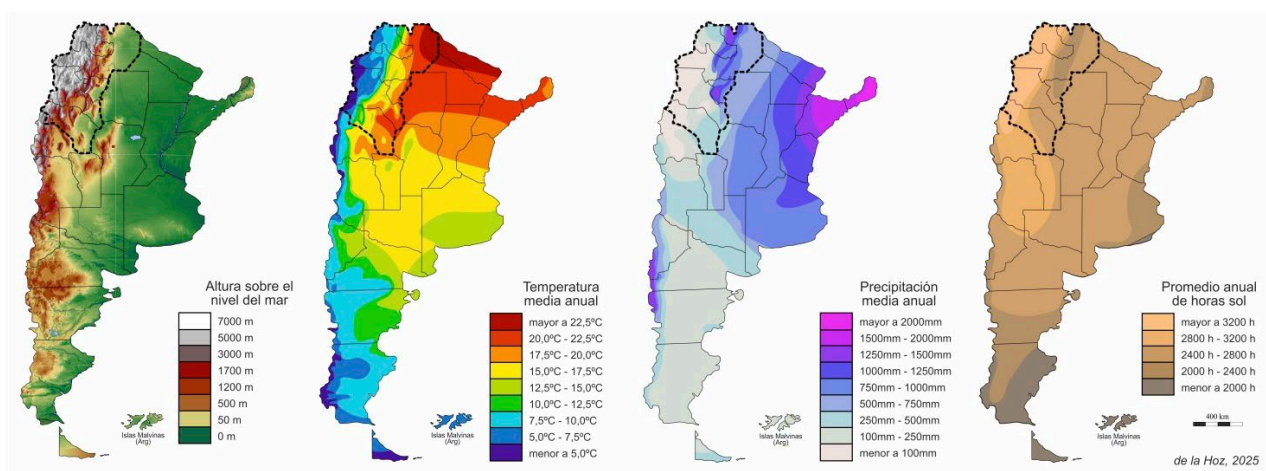 Altura sobre el
nivel del mar
7000 m
5000 m
3000 m
1700 m
1200 m
500 m
50 m
0 m
Islas Malvinas
(Arg)
Temperatura
media anual
mayor a 22,5ºC
20,0ºC - 22,5ºC
17,5ºC - 20,0ºC
15,0ºC - 17,5ºC
12,5ºC - 15,0ºC
10,0ºC - 12,5ºC
7,5ºC - 10,0ºC
5,0ºC - 7,5ºC
menor a 5,0ºC
Islas Malvinas
(Arg)
Precipitación
media anual
mayor a 2000mm
1500mm - 2000mm
1250mm - 1500mm
1000mm - 1250mm
750mm - 1000mm
500mm - 750mm
250mm - 500mm
100mm - 250mm
menor a 100mm
Islas Malvinas
(Arg)
Promedio anual
de horas sol
mayor a 3200 h
2800 h - 3200 h
2400 h - 2800 h
2000 h - 2400 h
menor a 2000 h
Islas Malvinas
(Arg)
400 km
de la Hoz, 2025